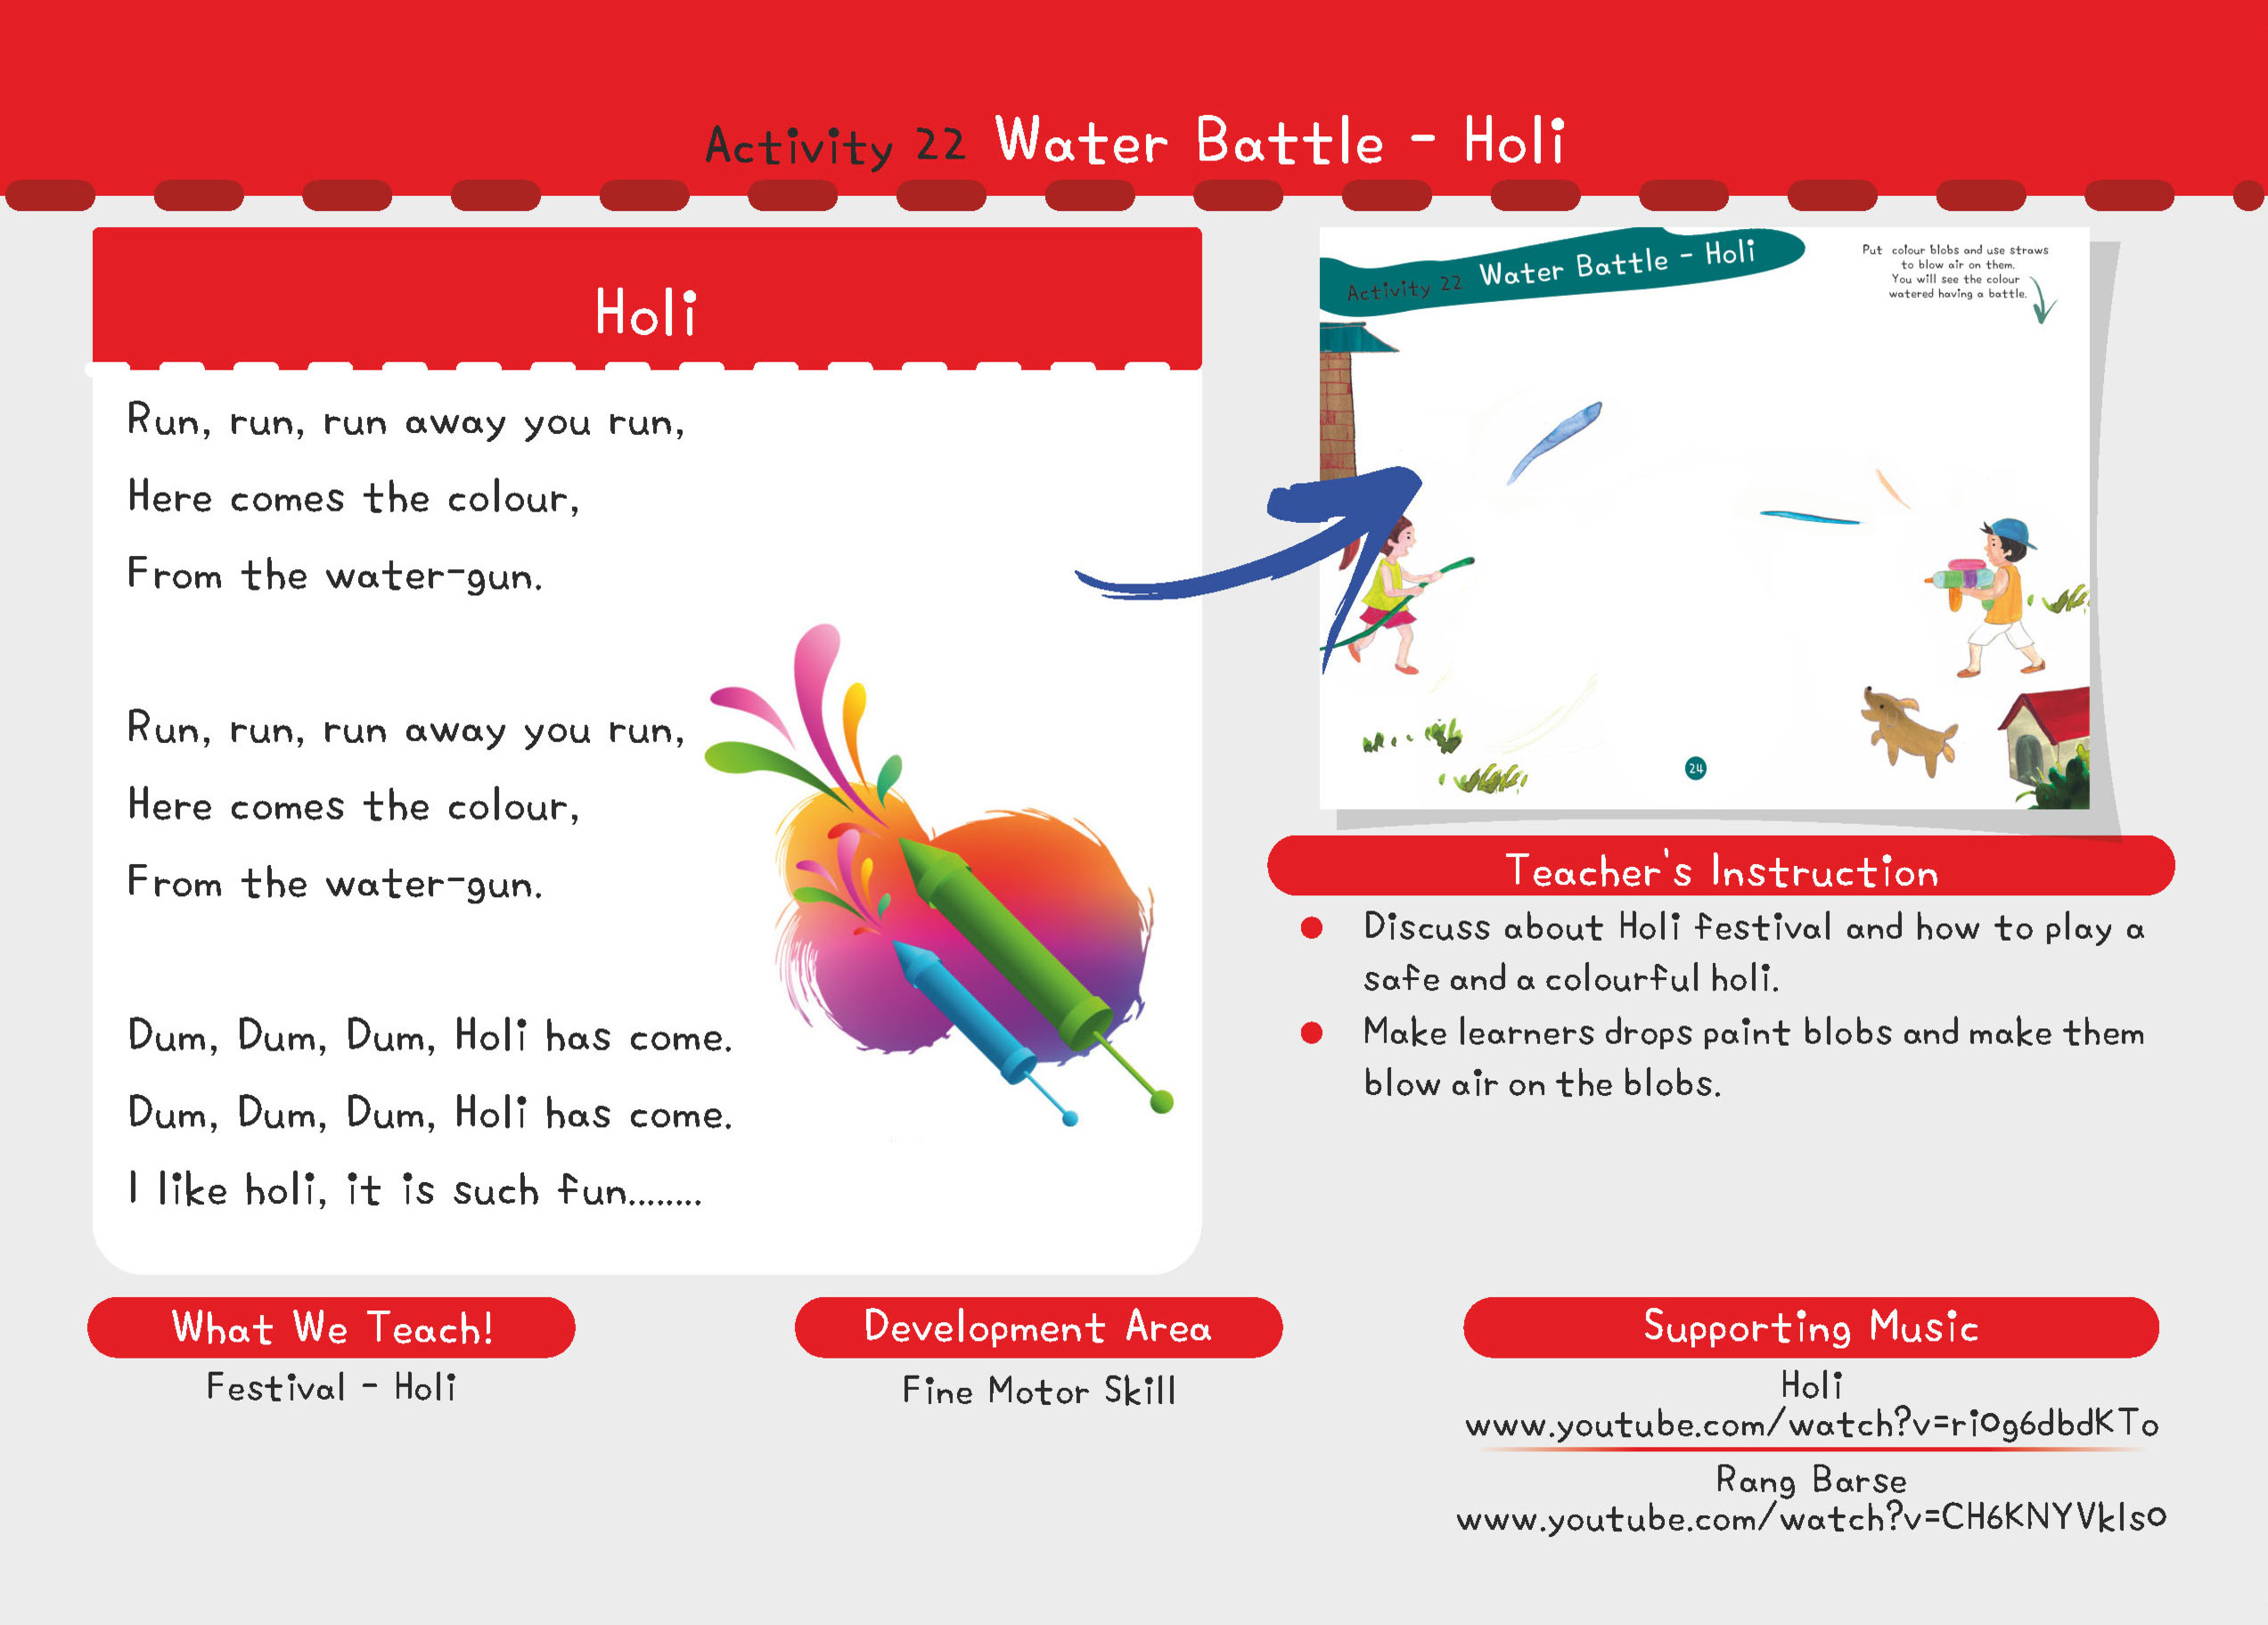 Activity 22 Water Battle - Holi
Holi
Run, run, run away you run,
Here comes the colour,
From the water-gun.
Run, run, run away you run,
Here comes the colour,
From the water-gun.
Dum, Dum, Dum, Holi has come.
Dum, Dum, Dum, Holi has come.
I like holi, it is such fun........
Activity 22 Water Battle - Holi
Put colour blobs and use straws
to blow air on them.
You will see the colour
watered having a battle.
24
Teacher's Instruction
Discuss about Holi festival and how to play a
safe and a colourful holi.
Make learners drops paint blobs and make them
blow air on the blobs.
What We Teach!
Festival - Holi
Development Area
Fine Motor Skill
Supporting Music
Holi
www.youtube.com/watch?v=ri0g6dbdKTo
Rang Barse
www.youtube.com/watch?v=CH6KNYVkIs0